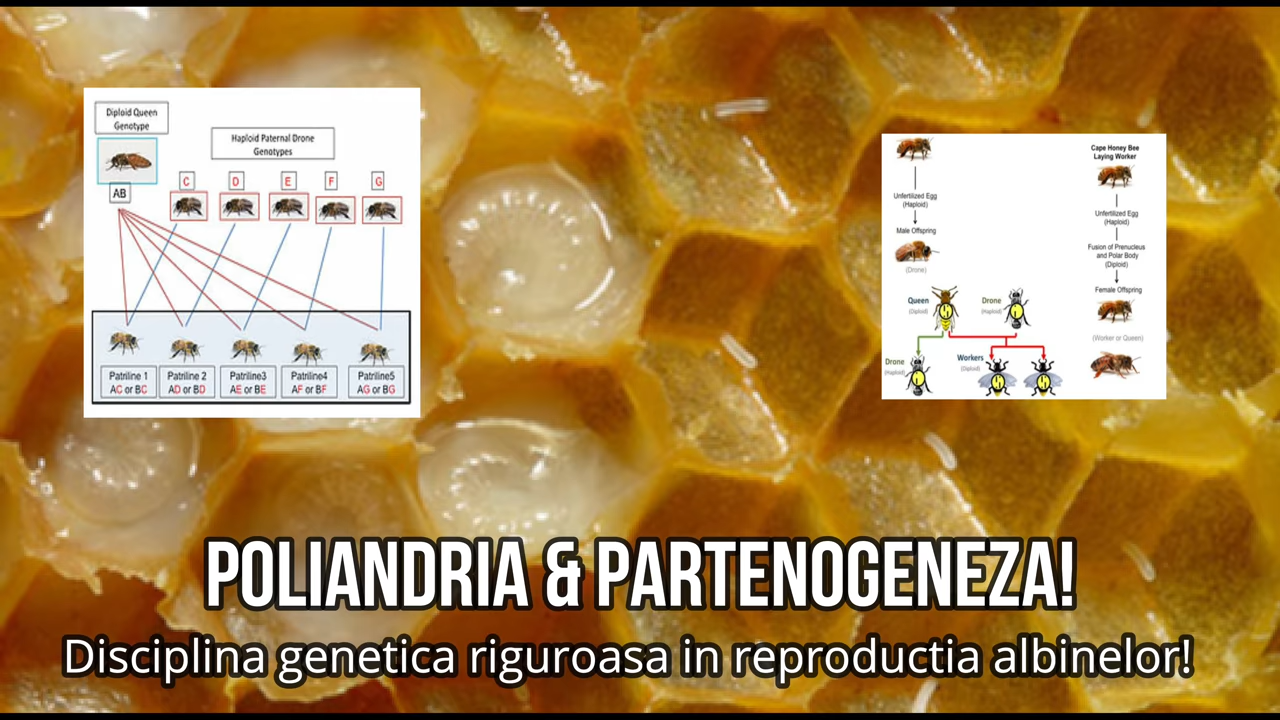 Diploid Queen
Genotype
Haploid Paternal Drone
Genotypes
AB
C D E F G
Patriline 1
AC or BC
Patriline 2
AD or BD
Patriline3
AE or BE
Patriline4
AF or BF
Patriline5
AG or BG
Unfertilized Egg
(Haploid)
Male Offspring
(Drone)
Queen
(Diploid)
Drone
(Haploid)
Drone
(Haploid)
Workers
(Diploid)
Cape Honey Bee
Laying Worker
Unfertilized Egg
(Haploid)
Fusion of Prenucleus
and Polar Body
(Diploid)
Female Offspring
(Worker or Queen)
POLIANDRIA & PARTENOGENEZA!
Disciplina genetica riguroasa in reproductia albinelor!